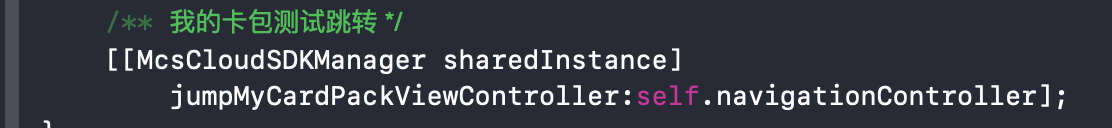 /** 我的卡包测试跳转 */
[[McsCloudSDKManager sharedInstance]
jumpMyCardPackViewController:self.navigationController];